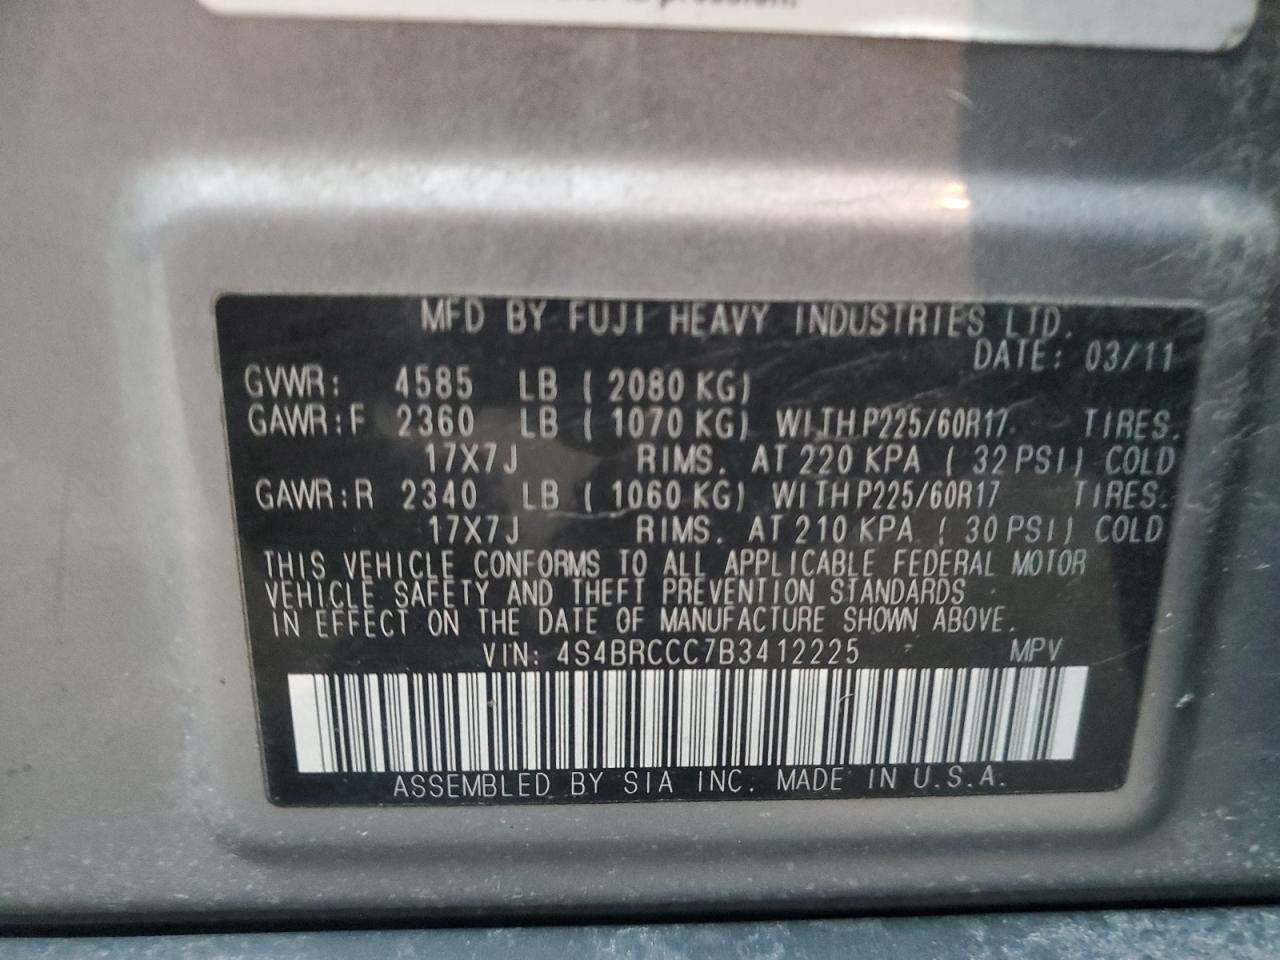 MFD BY FUJI HEAVY INDUSTRIES LTD.
DATE: 03/11
GVWR: 4585 LB ( 2080 KG)
GAWR:F 2360 LB ( 1070 KG) WITH P225/60R17 TIRES.
17X7J RIMS. AT 220 KPA ( 32 PSI) COLD
GAWR:R 2340 LB ( 1060 KG) WITH P225/60R17 TIRES.
17X7J RIMS. AT 210 KPA ( 30 PSI) COLD
THIS VEHICLE CONFORMS TO ALL APPLICABLE FEDERAL MOTOR
VEHICLE SAFETY AND THEFT PREVENTION STANDARDS
IN EFFECT ON THE DATE OF MANUFACTURE SHOWN ABOVE.
VIN: 4S4BRCCC7B3412225 MPV
ASSEMBLED BY SIA INC. MADE IN U.S.A.